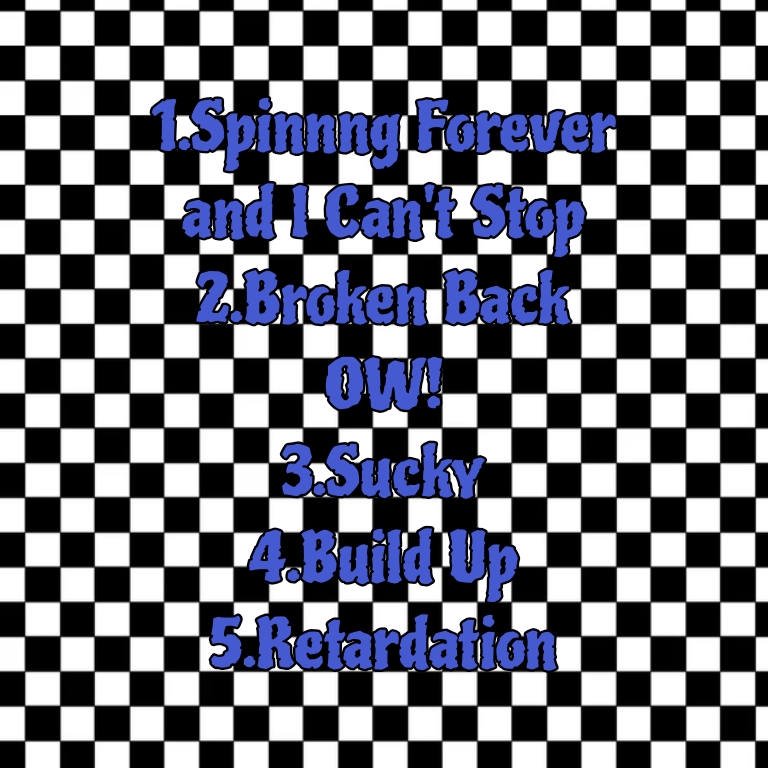 1.Spinnng Forever
and I Can't Stop
2.Broken Back
OW!
3.Sucky
4.Build Up
5.Retardation